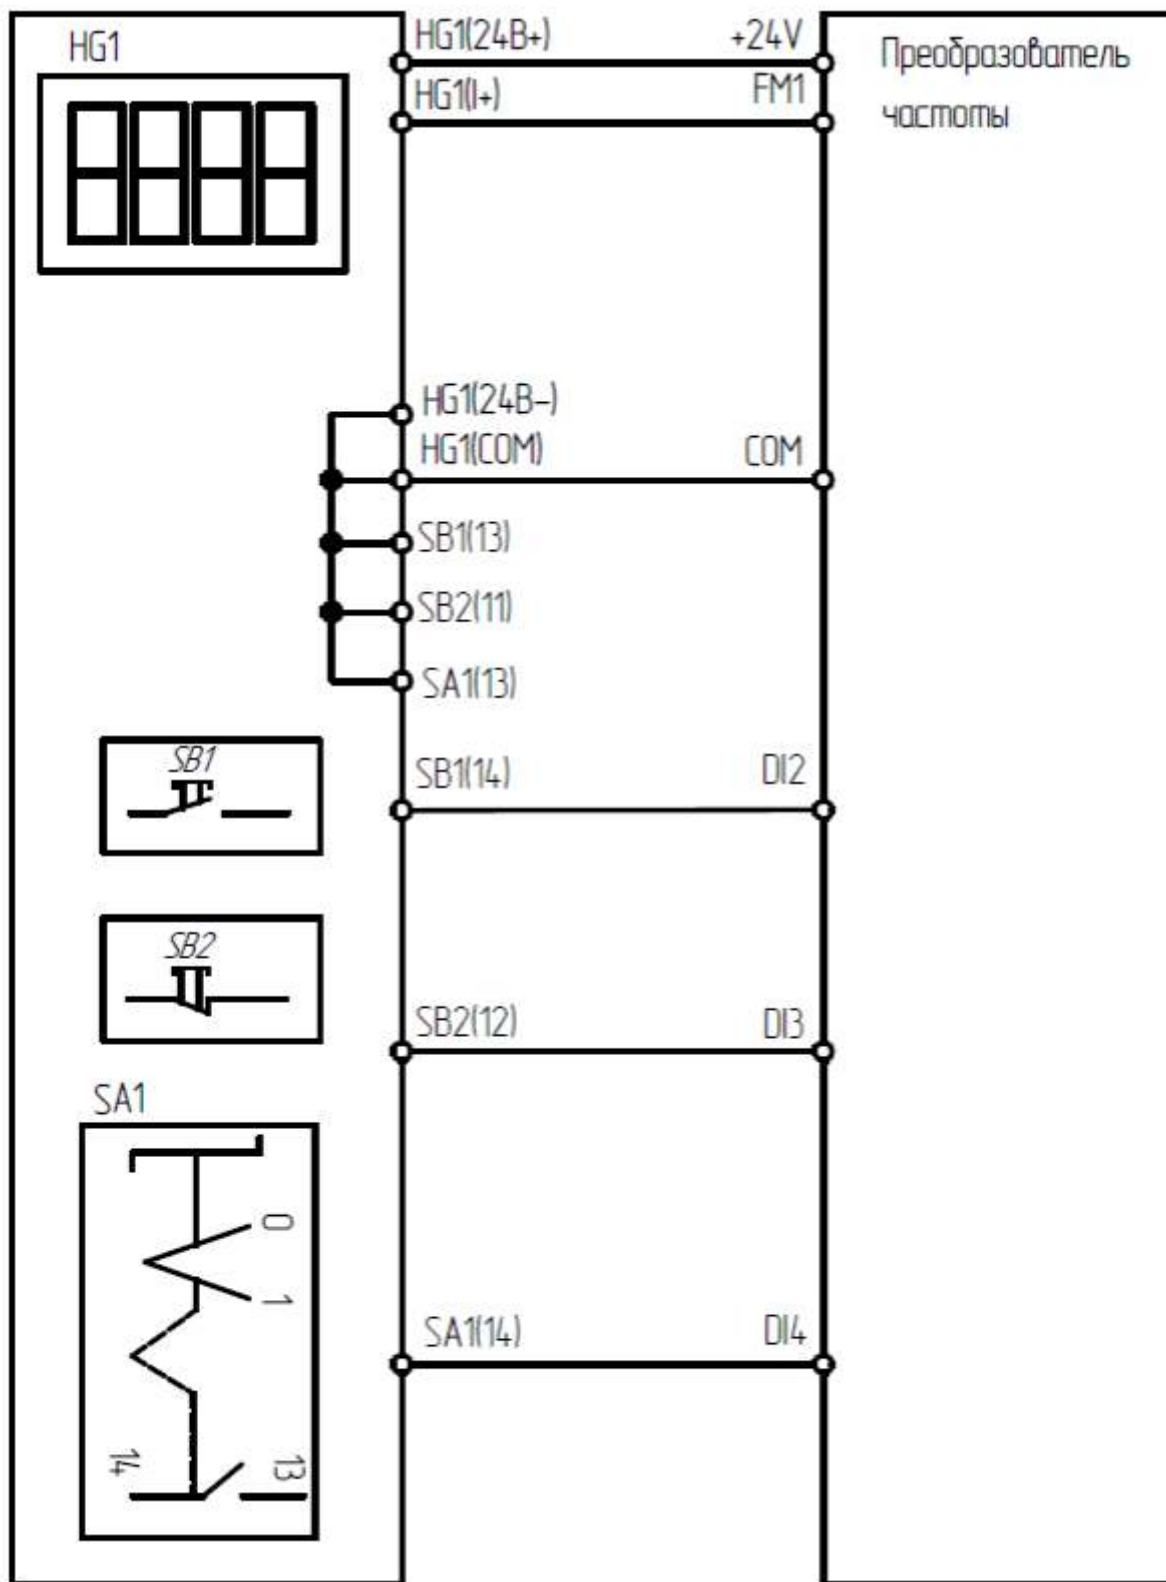 HG1
HG1(24В+)
+24V
Преобразователь
частоты
HG1(I+)
FM1
HG1(24В-)
HG1(COM)
COM
SB1(13)
SB2(11)
SA1(13)
SB1
SB1(14)
DI2
SB2
SB2(12)
DI3
SA1
0
1
SA1(14)
DI4
14
13